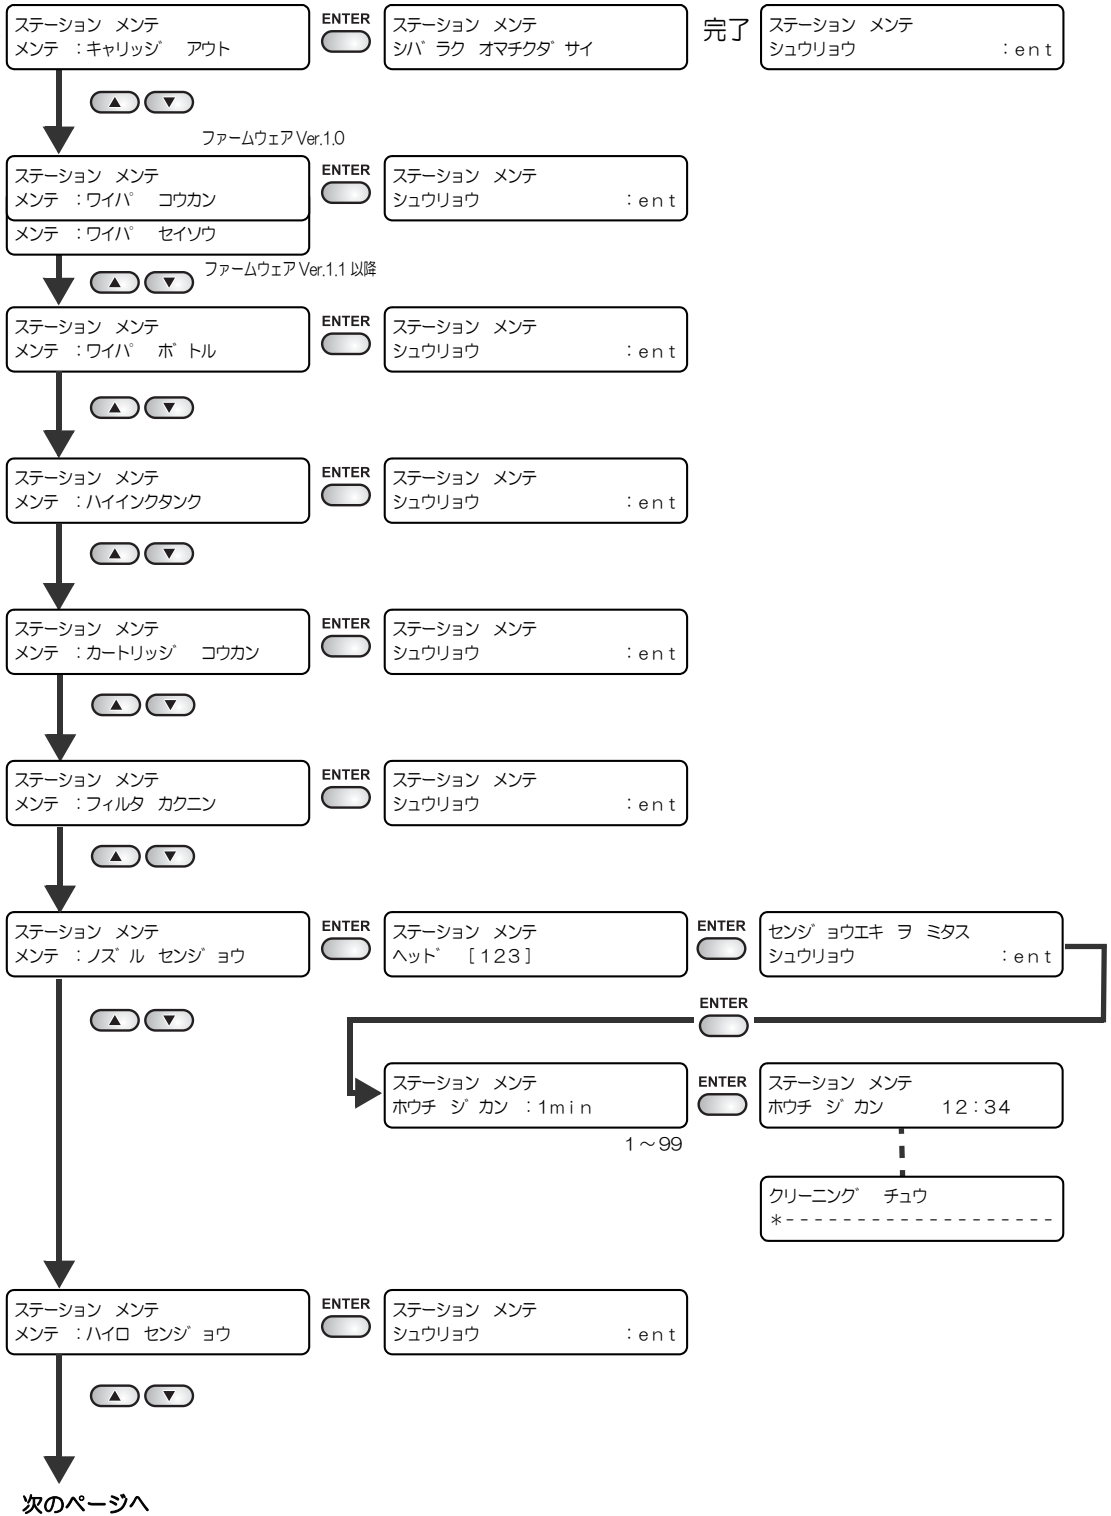 ステーション メンテ
メンテ :キャリッジ アウト
ENTER
ステーション メンテ
シバラク オマチクダサイ
完了
ステーション メンテ
シュウリョウ :ent
ファームウェア Ver.1.0
ステーション メンテ
メンテ :ワイパ コウカン
メンテ :ワイパ セイソウ
ENTER
ステーション メンテ
シュウリョウ :ent
ファームウェア Ver.1.1 以降
ステーション メンテ
メンテ :ワイパ ボトル
ENTER
ステーション メンテ
シュウリョウ :ent
ステーション メンテ
メンテ :ハイインクタンク
ENTER
ステーション メンテ
シュウリョウ :ent
ステーション メンテ
メンテ :カートリッジ コウカン
ENTER
ステーション メンテ
シュウリョウ :ent
ステーション メンテ
メンテ :フィルタ カクニン
ENTER
ステーション メンテ
シュウリョウ :ent
ステーション メンテ
メンテ :ノズル センジョウ
ENTER
ステーション メンテ
ヘッド [123]
ENTER
センジョウエキ ヲ ミタス
シュウリョウ :ent
ENTER
ステーション メンテ
ホウチ ジカン :1min
1~99
ENTER
ステーション メンテ
ホウチ ジカン 12:34
クリーニング チュウ
*-------------------
ステーション メンテ
メンテ :ハイロ センジョウ
ENTER
ステーション メンテ
シュウリョウ :ent
次のページへ